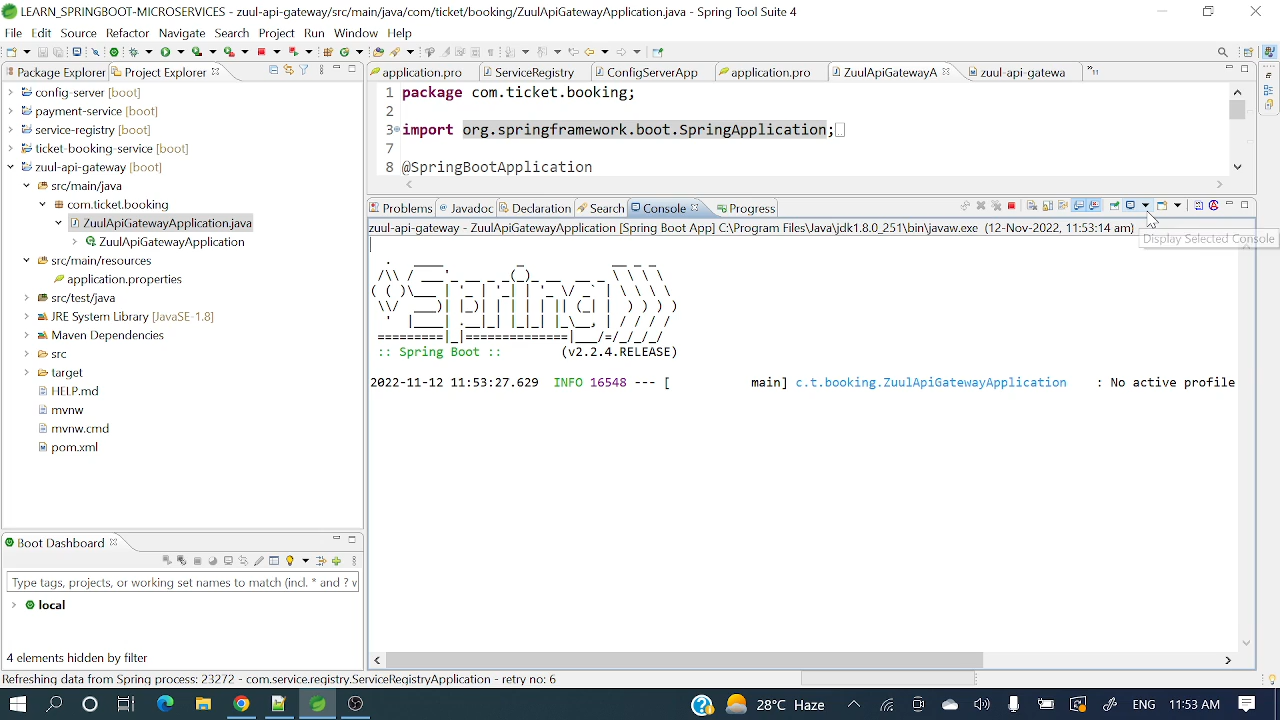 LEARN_SPRINGBOOT-MICROSERVICES - zuul-api-gateway/src/main/java/com/ticket/booking/ZuulApiGatewayApplication.java - Spring Tool Suite 4
File Edit Source Refactor Navigate Search Project Run Window Help
Package Explorer Project Explorer
application.pro ServiceRegistry ConfigServerApp application.pro ZuulApiGatewayA zuul-api-gatewa »11
config-server [boot]
payment-service [boot]
service-registry [boot]
ticket-booking-service [boot]
zuul-api-gateway [boot]
src/main/java
com.ticket.booking
ZuulApiGatewayApplication.java
ZuulApiGatewayApplication
src/main/resources
application.properties
src/test/java
JRE System Library [JavaSE-1.8]
Maven Dependencies
src
target
HELP.md
mvnw
mvnw.cmd
pom.xml
1 package com.ticket.booking;
2
3 import org.springframework.boot.SpringApplication;
7
8 @SpringBootApplication
Problems Javadoc Declaration Search Console Progress
zuul-api-gateway - ZuulApiGatewayApplication [Spring Boot App] C:\Program Files\Java\jdk1.8.0_251\bin\javaw.exe (12-Nov-2022, 11:53:14 am)
Display Selected Console
Spring
:: Spring Boot :: (v2.2.4.RELEASE)
2022-11-12 11:53:27.629 INFO 16548 --- [ main] c.t.booking.ZuulApiGatewayApplication : No active profile
Boot Dashboard
Type tags, projects, or working set names to match (incl. * and ? v
local
4 elements hidden by filter
Refreshing data from Spring process: 23272 - com.service.registry.ServiceRegistryApplication - retry no: 6
28°C Haze
ENG 11:53 AM